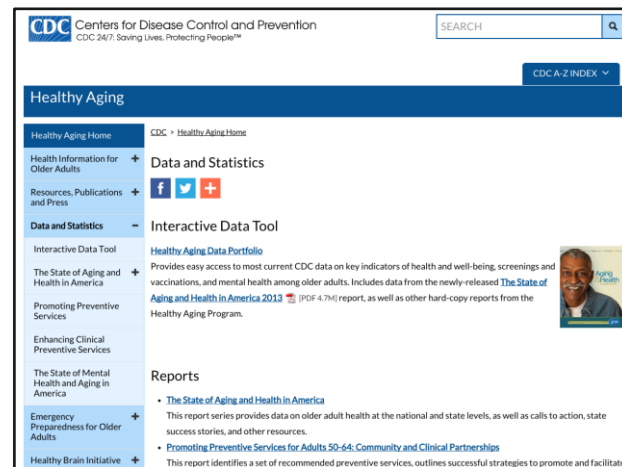 CDC Centers for Disease Control and Prevention
CDC 24/7: Saving Lives, Protecting People™
SEARCH
CDC A-Z INDEX
Healthy Aging
Healthy Aging Home
Health Information for
Older Adults
Resources, Publications
and Press
Data and Statistics
Interactive Data Tool
The State of Aging and
Health in America
Promoting Preventive
Services
Enhancing Clinical
Preventive Services
The State of Mental
Health and Aging in
America
Emergency
Preparedness for Older
Adults
Healthy Brain Initiative
CDC > Healthy Aging Home
Data and Statistics
Interactive Data Tool
Healthy Aging Data Portfolio
Provides easy access to most current CDC data on key indicators of health and well-being, screenings and
vaccinations, and mental health among older adults. Includes data from the newly-released The State of
Aging and Health in America 2013 [PDF 4.7M] report, as well as other hard-copy reports from the
Healthy Aging Program.
Aging
Health
Reports
• The State of Aging and Health in America
This report series provides data on older adult health at the national and state levels, as well as calls to action, state
success stories, and other resources.
• Promoting Preventive Services for Adults 50-64: Community and Clinical Partnerships
This report identifies a set of recommended preventive services, outlines successful strategies to promote and facilitate